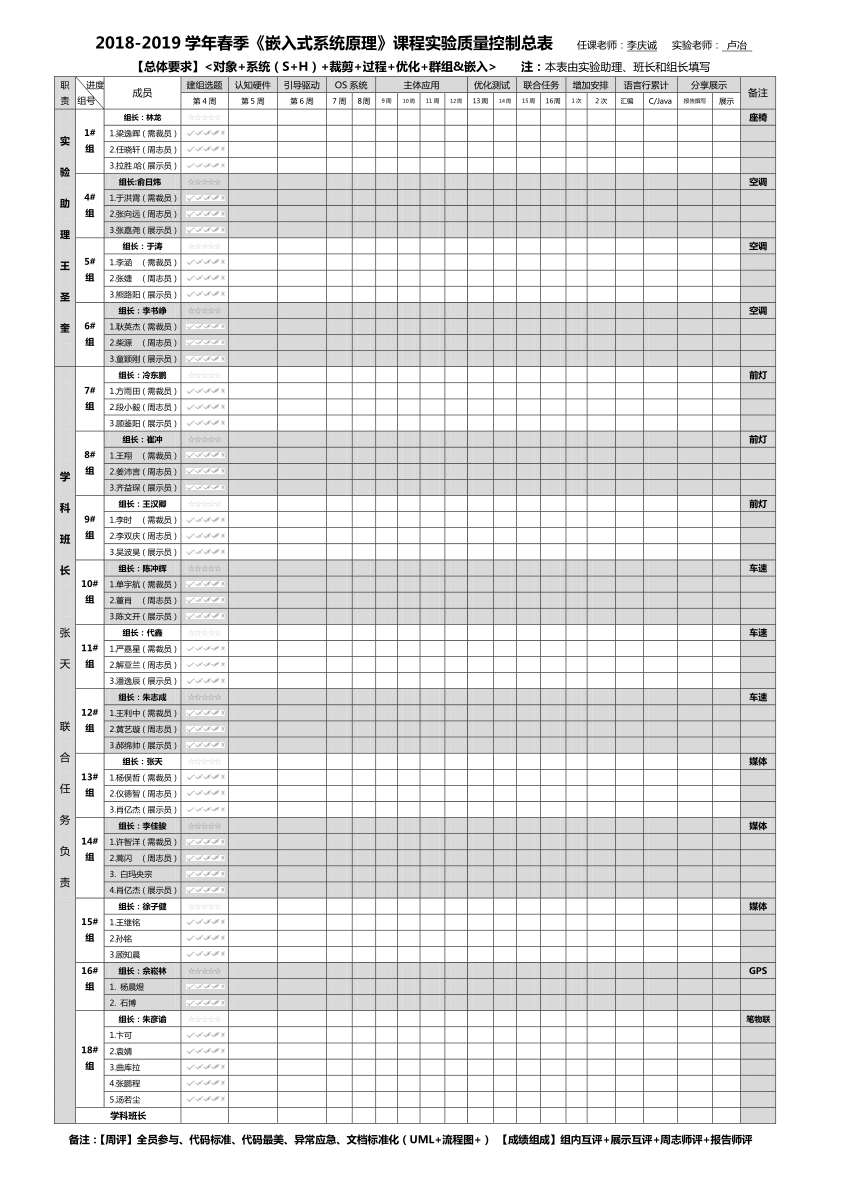 2018-2019 学年春季《嵌入式系统原理》课程实验质量控制总表 任课老师：李庆诚 实验老师： 卢冶
【总体要求】<对象+系统（S+H）+裁剪+过程+优化+群组&嵌入> 注：本表由实验助理、班长和组长填写
职责 进度 组号 成员 建组选题 认知硬件 引导驱动 OS 系统 主体应用 优化测试 联合任务 增加安排 语言行累计 分享展示 备注
第 4 周 第 5 周 第 6 周 7 周 8周 9 周 10 周 11 周 12周 13 周 14 周 15 周 16周 1 次 2 次 汇编 C/Java 报告撰写 展示
实验助理王圣奎
1# 组 组长：林龙 ☆☆☆☆☆ 座椅
1.梁逸晖（需裁员）
2.任晓轩（周志员）
3.拉胜.哈（展示员）
4# 组 组长:俞日炜 ☆☆☆☆☆ 空调
1.于洪霄（需裁员）
2.张向远（周志员）
3.张嘉尧（展示员）
5# 组 组长：于涛 ☆☆☆☆☆ 空调
1.李涵 （需裁员）
2.张婕 （周志员）
3.熊路阳（展示员）
6# 组 组长：李书峥 ☆☆☆☆☆ 空调
1.耿英杰（需裁员）
2.柴源 （周志员）
3.童颖刚（展示员）
学科班长 张天 联合任务负责
7# 组 组长：冷东鹏 ☆☆☆☆☆ 前灯
1.方雨田（需裁员）
2.段小毅（周志员）
3.顾鉴阳（展示员）
8# 组 组长：崔冲 ☆☆☆☆☆ 前灯
1.王翔 （需裁员）
2.姜沛言（周志员）
3.齐益琛（展示员）
9# 组 组长：王汉卿 ☆☆☆☆☆ 前灯
1.李时 （需裁员）
2.李双庆（周志员）
3.吴波昊（展示员）
10# 组 组长：陈冲辉 ☆☆☆☆☆ 车速
1.单宇航（需裁员）
2.董肖 （周志员）
3.陈文开（展示员）
11# 组 组长：代鑫 ☆☆☆☆☆ 车速
1.严嘉星（需裁员）
2.解亚兰（周志员）
3.潘逸辰（展示员）
12# 组 组长：朱志成 ☆☆☆☆☆ 车速
1.王利中（需裁员）
2.黄艺璇（周志员）
3.郝绵帅（展示员）
13# 组 组长：张天 ☆☆☆☆☆ 媒体
1.杨俣哲（需裁员）
2.仪德智（周志员）
3.肖亿杰（展示员）
14# 组 组长：李佳骏 ☆☆☆☆☆ 媒体
1.许智洋（需裁员）
2.莫闪 （周志员）
3. 白玛央宗
4.肖亿杰（展示员）
15# 组 组长：徐子健 ☆☆☆☆☆ 媒体
1.王继铭
2.孙铭
3.顾知晨
16# 组 组长：佘崧林 ☆☆☆☆☆ GPS
1. 杨晨煜
2. 石博
18# 组 组长：朱彦谕 ☆☆☆☆☆ 笔物联
1.卞可
2.袁婧
3.曲库拉
4.张鹏程
5.汤若尘
学科班长
备注:【周评】全员参与、代码标准、代码最美、异常应急、文档标准化（UML+流程图+ ） 【成绩组成】组内互评+展示互评+周志师评+报告师评